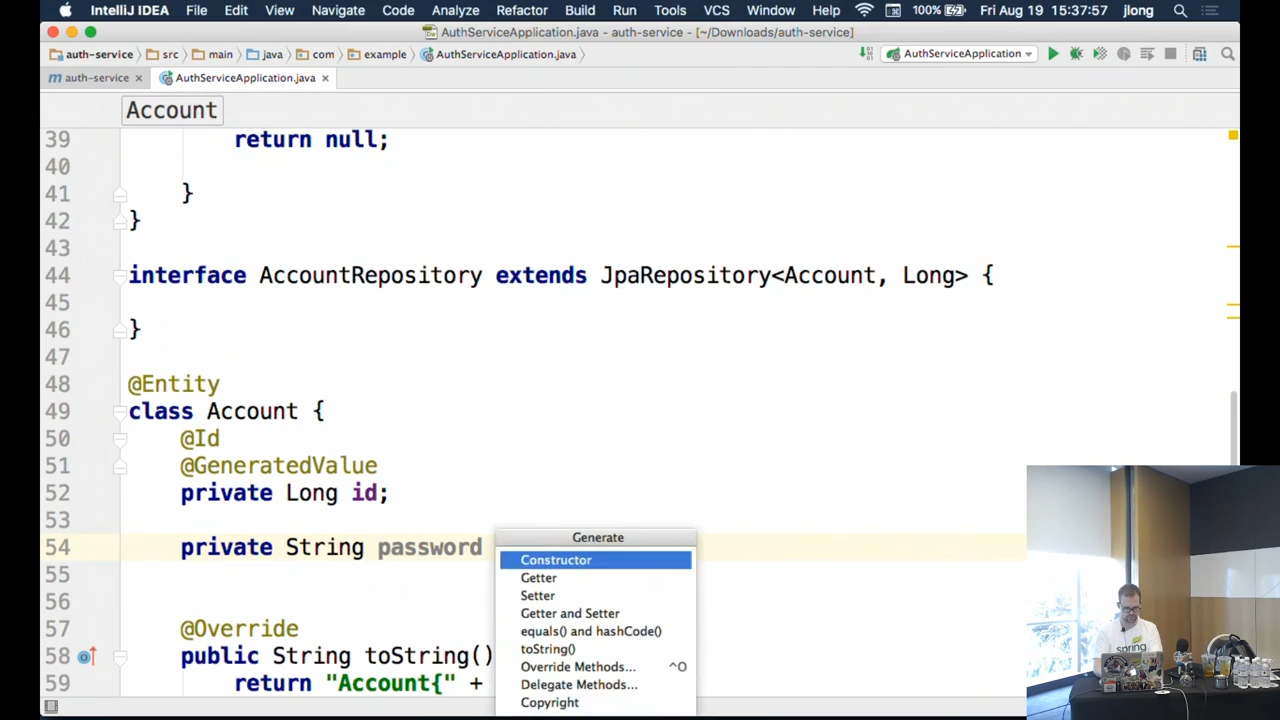 IntelliJ IDEA File Edit View Navigate Code Analyze Refactor Build Run Tools VCS Window Help 100% Fri Aug 19 15:37:57 jlong
AuthServiceApplication.java - auth-service - [~/Downloads/auth-service]
auth-service src main java com example AuthServiceApplication.java AuthServiceApplication
m auth-service × AuthServiceApplication.java ×
Account
39 return null;
40
41 }
42 }
43
44 interface AccountRepository extends JpaRepository<Account, Long> {
45
46 }
47
48 @Entity
49 class Account {
50 @Id
51 @GeneratedValue
52 private Long id;
53
54 private String password
55
56
57 @Override
58 public String toString()
59 return "Account{" +
Generate
Constructor
Getter
Setter
Getter and Setter
equals() and hashCode()
toString()
Override Methods... ^O
Delegate Methods...
Copyright
spring